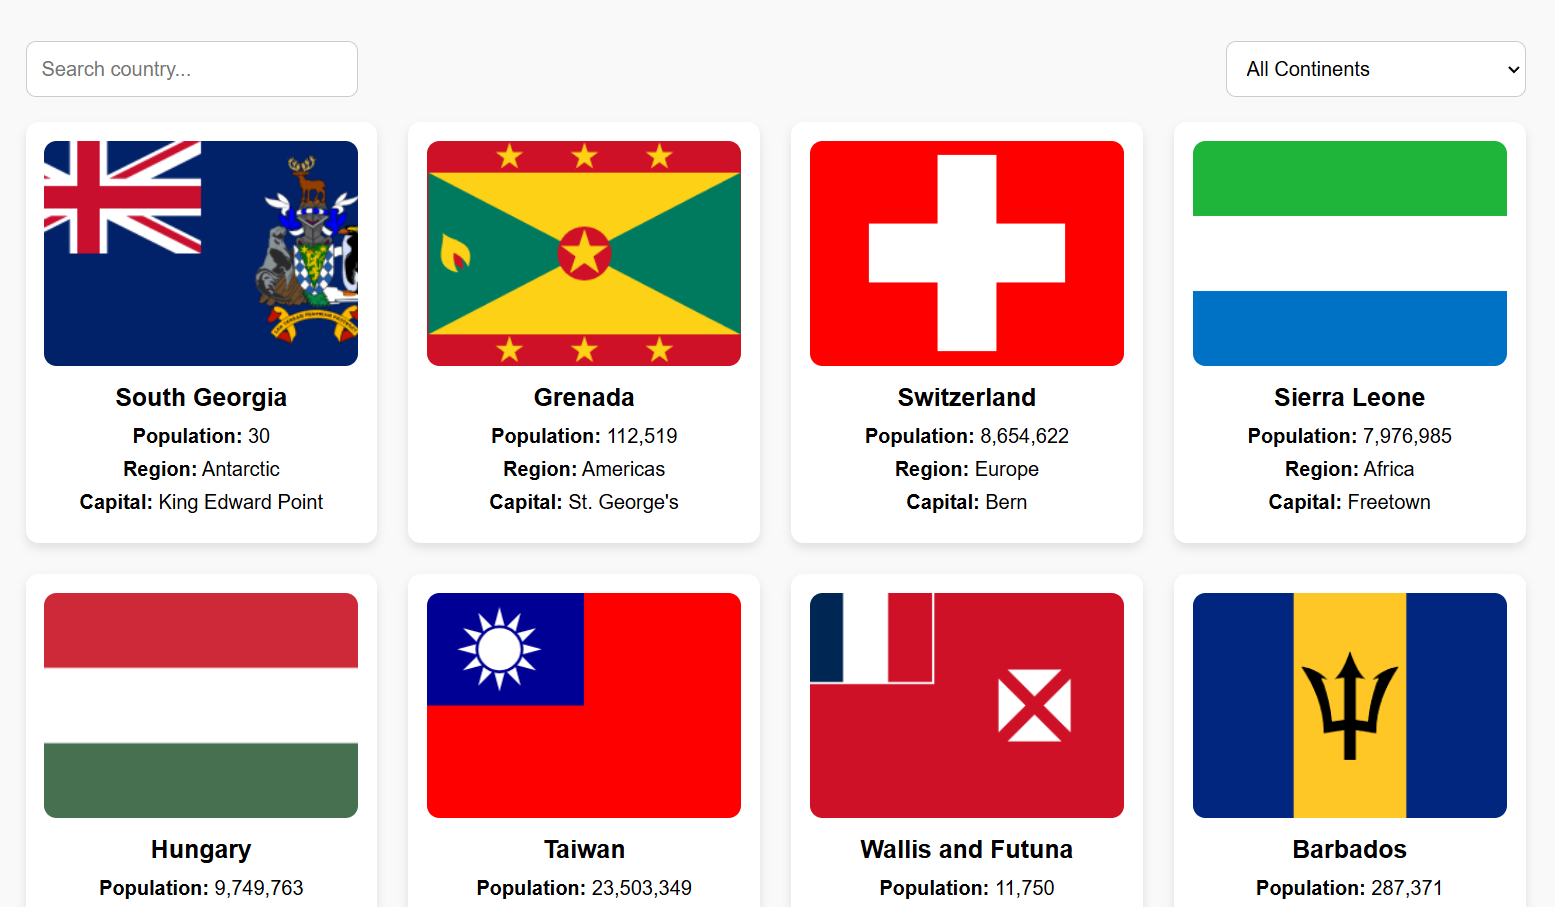 Search country...
All Continents
South Georgia
Population: 30
Region: Antarctic
Capital: King Edward Point
Grenada
Population: 112,519
Region: Americas
Capital: St. George's
Switzerland
Population: 8,654,622
Region: Europe
Capital: Bern
Sierra Leone
Population: 7,976,985
Region: Africa
Capital: Freetown
Hungary
Population: 9,749,763
Taiwan
Population: 23,503,349
Wallis and Futuna
Population: 11,750
Barbados
Population: 287,371